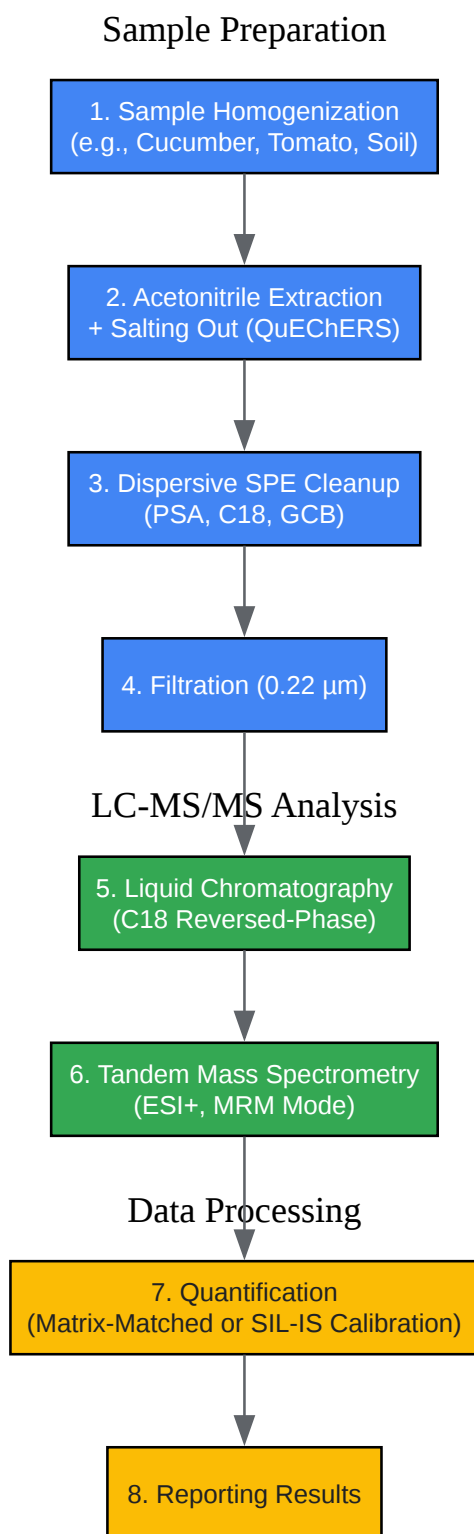 Sample Preparation
1. Sample Homogenization
(e.g., Cucumber, Tomato, Soil)
2. Acetonitrile Extraction
+ Salting Out (QuEChERS)
3. Dispersive SPE Cleanup
(PSA, C18, GCB)
4. Filtration (0.22 µm)
LC-MS/MS Analysis
5. Liquid Chromatography
(C18 Reversed-Phase)
6. Tandem Mass Spectrometry
(ESI+, MRM Mode)
Data Processing
7. Quantification
(Matrix-Matched or SIL-IS Calibration)
8. Reporting Results